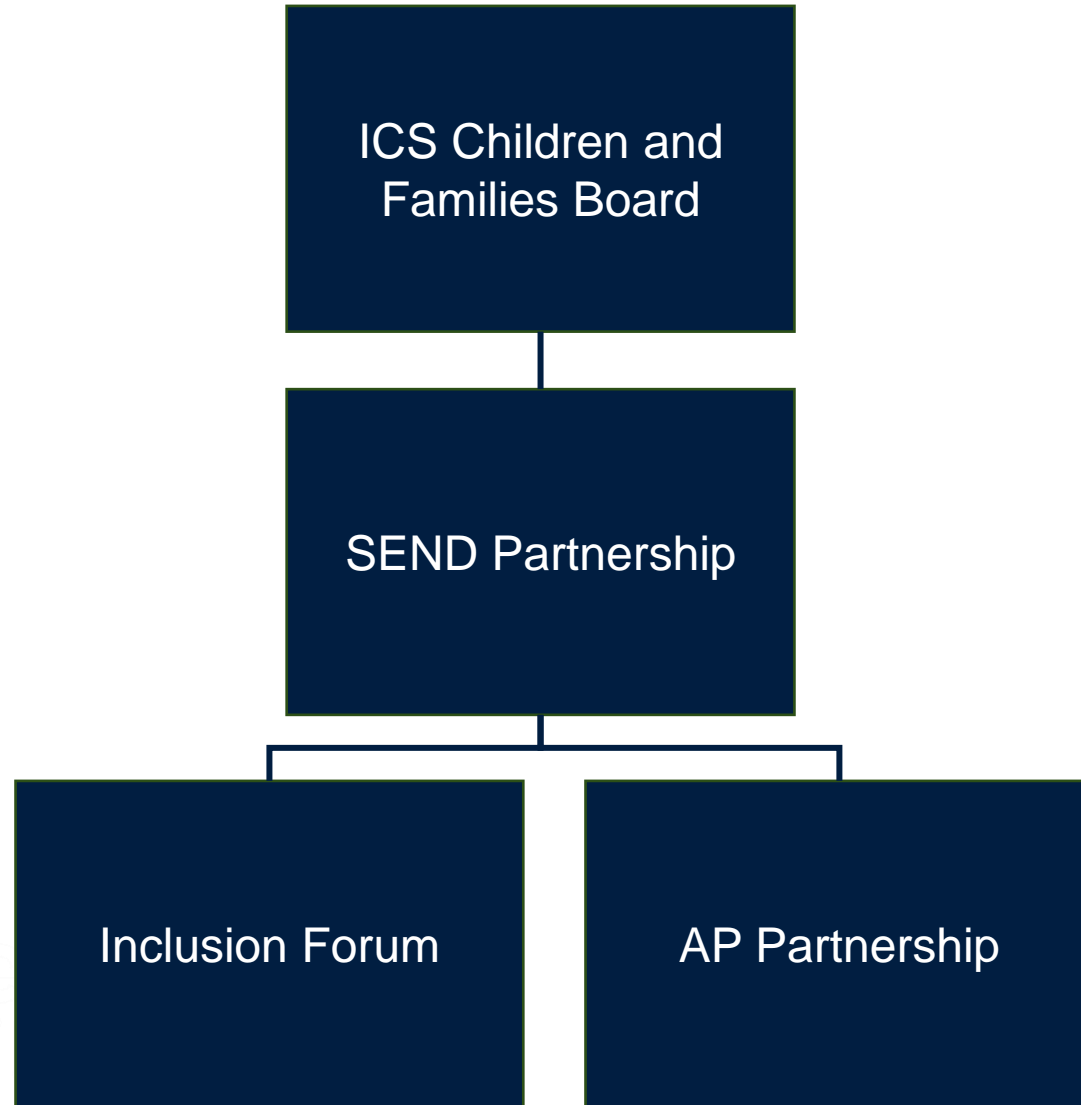 ICS Children and
Families Board
SEND Partnership
Inclusion Forum
AP Partnership